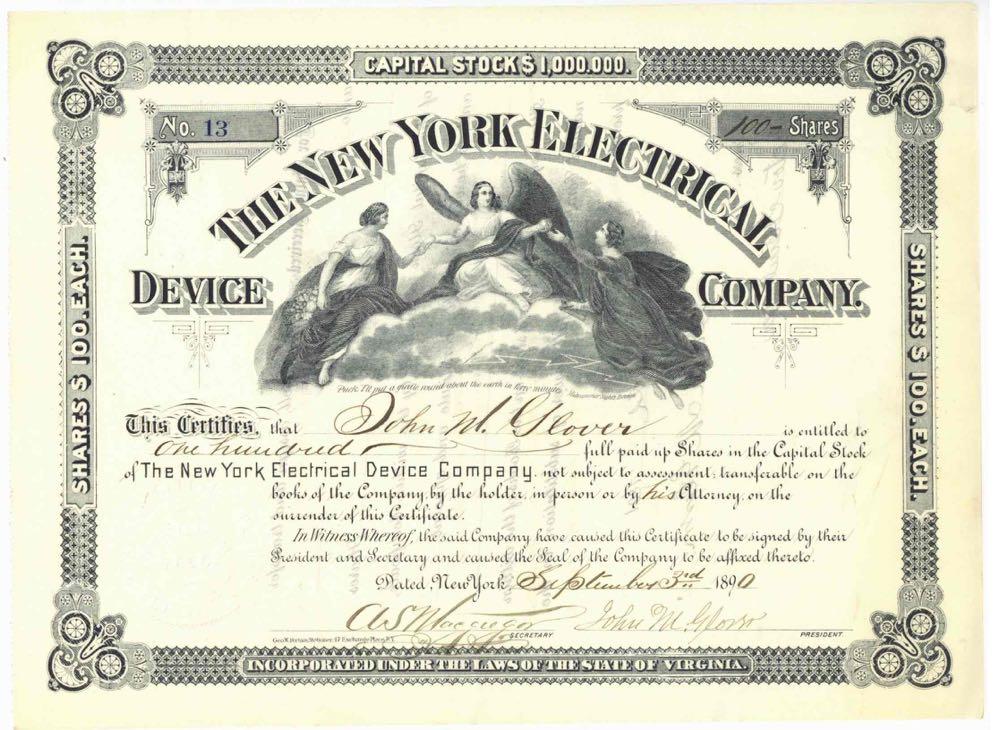 CAPITAL STOCK $ 1,000,000.
No. 13
100- Shares
THE NEW YORK ELECTRICAL
DEVICE COMPANY.
SHARES $ 100. EACH.
SHARES $ 100. EACH.
Puck. I'll put a girdle round about the earth in forty minutes.
Midsummer Nights Dream
This Certifies, that John M. Glover is entitled to
One hundred full paid up Shares in the Capital Stock
of The New York Electrical Device Company. not subject to assessment; transferable on the
books of the Company, by the holder, in person or by his Attorney, on the
surrender of this Certificate.
In Witness Whereof, the said Company have caused this Certificate to be signed by their
President and Secretary and caused the Seal of the Company to be affixed thereto.
Dated, New York, September 3rd 1890
A S Macgregor John M. Glover
SECRETARY PRESIDENT.
INCORPORATED UNDER THE LAWS OF THE STATE OF VIRGINIA.